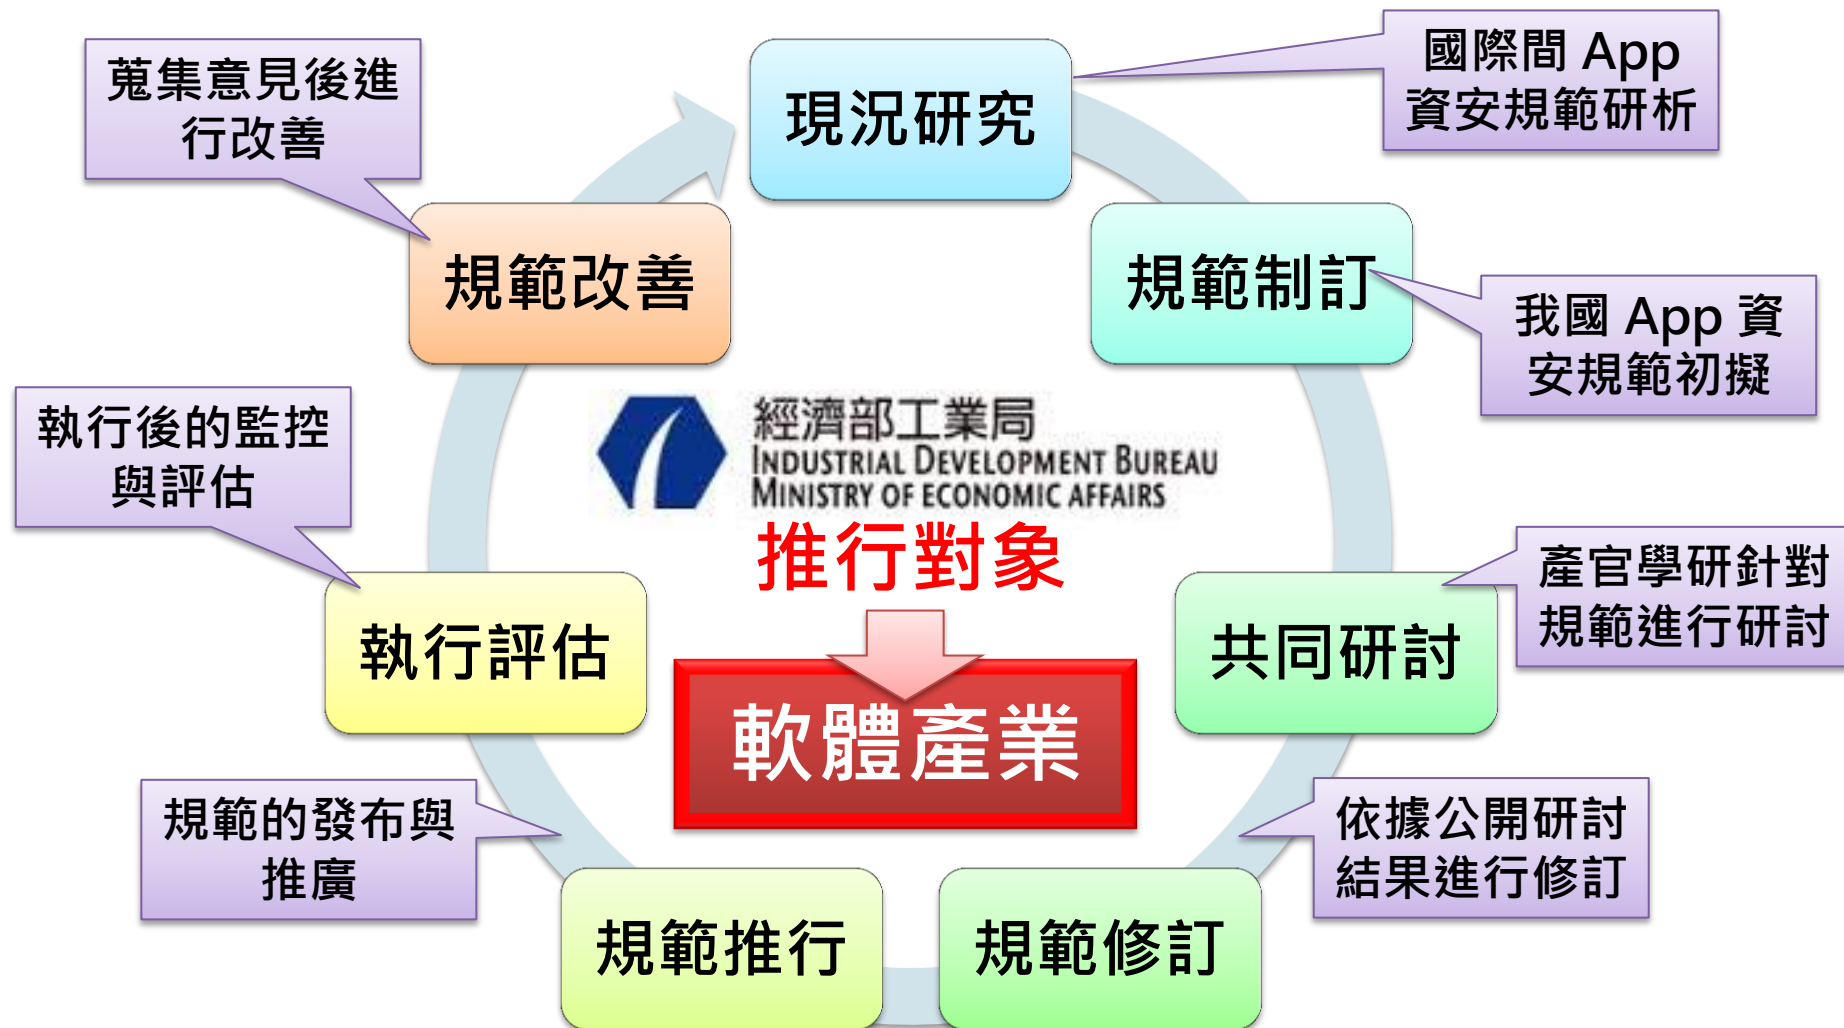 現況研究
國際間 App
資安規範研析
規範制訂
我國 App 資
安規範初擬
共同研討
產官學研針對
規範進行研討
規範修訂
依據公開研討
結果進行修訂
規範推行
規範的發布與
推廣
執行評估
執行後的監控
與評估
規範改善
蒐集意見後進
行改善
經濟部工業局
INDUSTRIAL DEVELOPMENT BUREAU
MINISTRY OF ECONOMIC AFFAIRS
推行對象
軟體產業